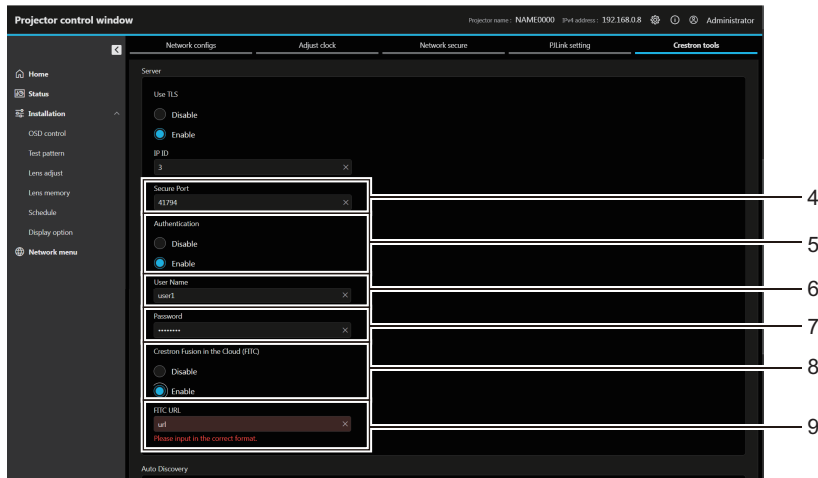 Projector control window
Projector name : NAME0000 IPv4 address : 192.168.0.8 Administrator
Network configs Adjust clock Network secure PJLink setting Crestron tools
Home
Status
Installation
OSD control
Test pattern
Lens adjust
Lens memory
Schedule
Display option
Network menu
Server
Use TLS
Disable
Enable
IP ID
3
Secure Port
41794
4
Authentication
Disable
Enable
5
User Name
user1
6
Password
••••••••
7
Crestron Fusion in the Cloud (FITC)
Disable
Enable
8
FITC URL
url
Please input in the correct format.
9
Auto Discovery